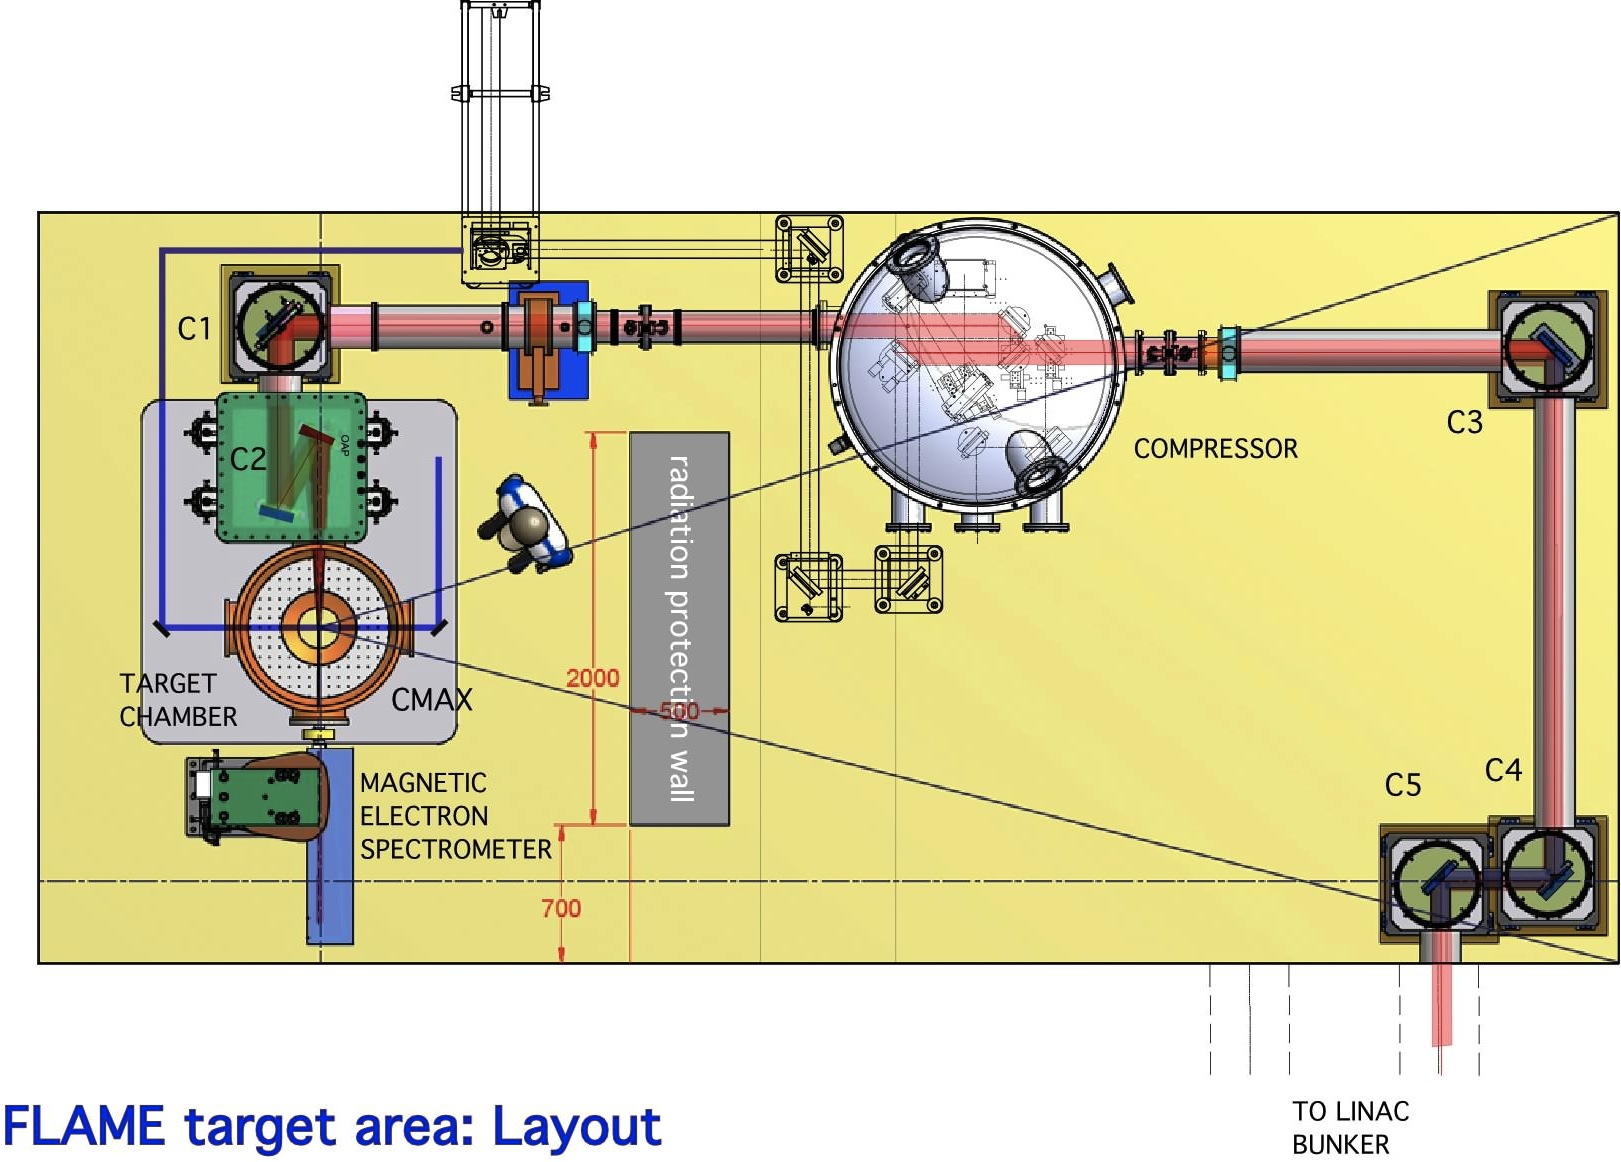 C1
C2
OAP
C3
COMPRESSOR
radiation protection wall
2000
500
TARGET
CHAMBER
CMAX
MAGNETIC
ELECTRON
SPECTROMETER
C5
C4
700
TO LINAC
BUNKER
FLAME target area: Layout